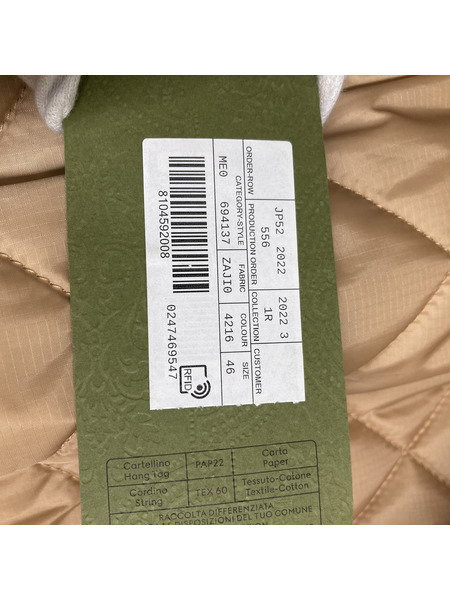 JP52 2022 2022 3
556 1R
ORDER-ROW PRODUCTION ORDER COLLECTION CUSTOMER
CATEGORY-STYLE FABRIC COLOUR SIZE
ME0 694137 ZAJI0 4216 46
8104592008 0247469547
RFID
Cartellino PAP22 Carta
Hang Tag Paper
Cordino TEX 60 Tessuto-Cotone
String Textile-Cotton
RACCOLTA DIFFERENZIATA
DISPOSIZIONI DEL TUO COMUNE